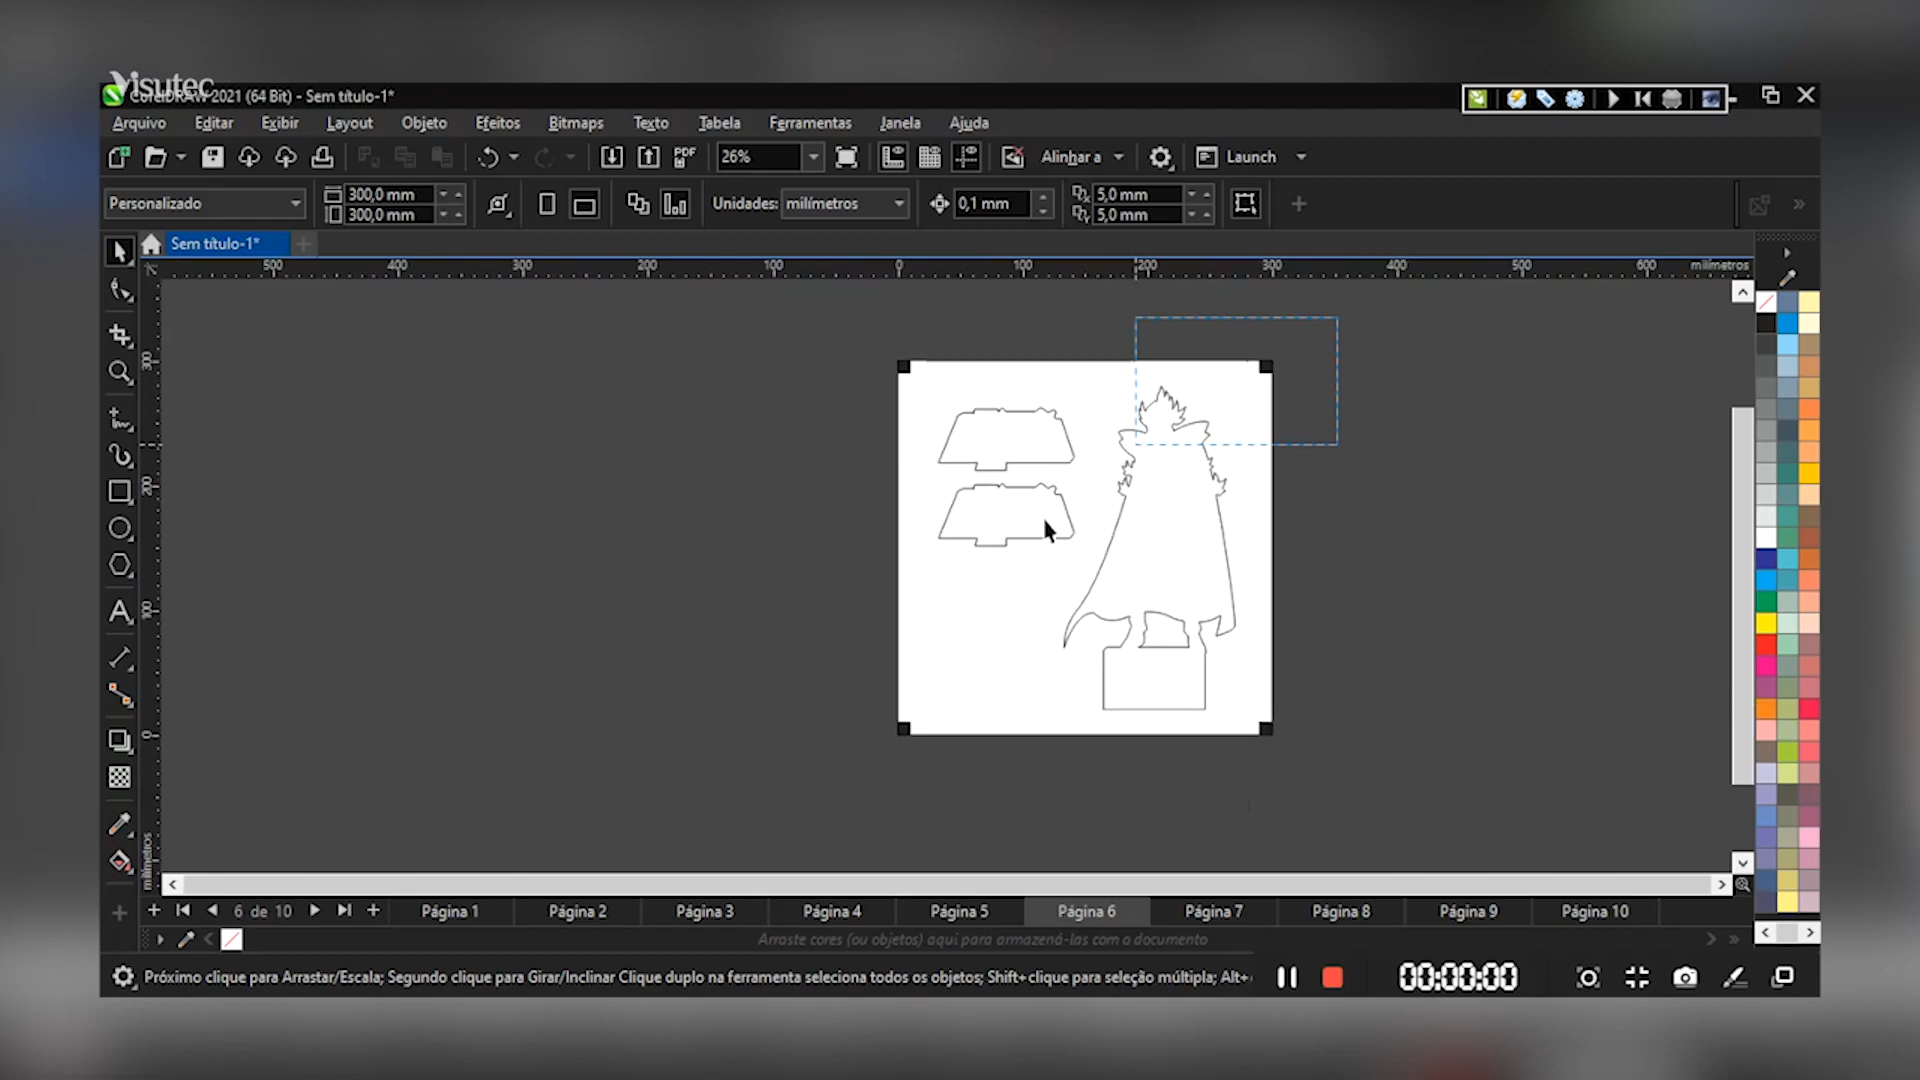 Visutec
CorelDRAW 2021 (64 Bit) - Sem título-1*
Arquivo Editar Exibir Layout Objeto Efeitos Bitmaps Texto Tabela Ferramentas Janela Ajuda
PDF 26% Alinhar a Launch
Personalizado 300,0 mm 300,0 mm Unidades: milímetros 0,1 mm 5,0 mm 5,0 mm
Sem título-1*
500 400 300 200 100 0 100 200 300 400 500 600 milímetros
300
200
100
0
milímetros
6 de 10 Página 1 Página 2 Página 3 Página 4 Página 5 Página 6 Página 7 Página 8 Página 9 Página 10
Arraste cores (ou objetos) aqui para armazená-las com o documento
Próximo clique para Arrastar/Escala; Segundo clique para Girar/Inclinar Clique duplo na ferramenta seleciona todos os objetos; Shift+clique para seleção múltipla; Alt+
00:00:00